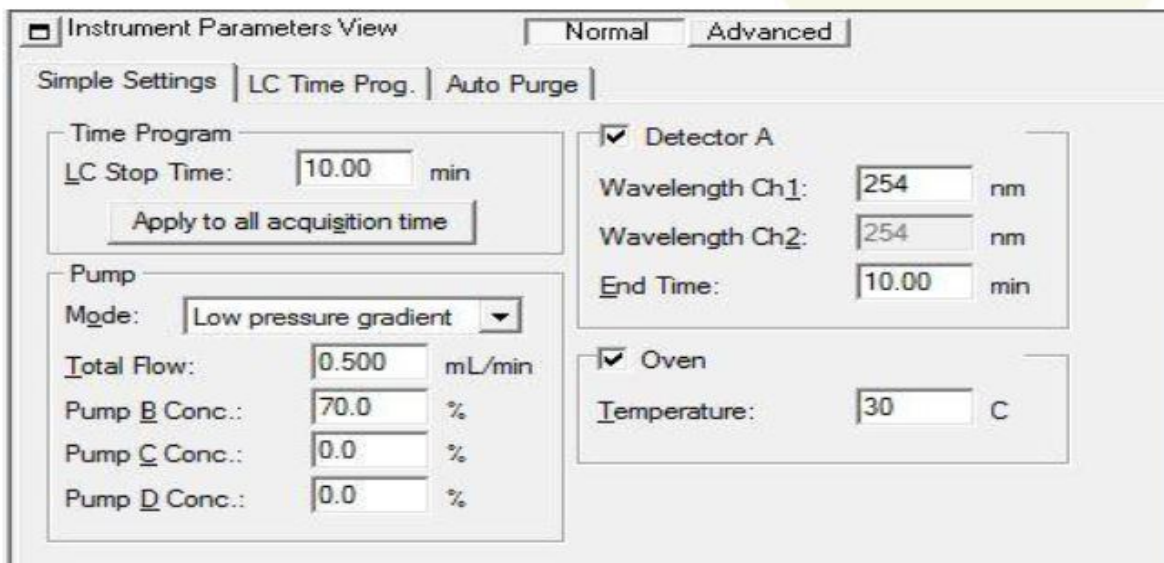 Instrument Parameters View Normal Advanced
Simple Settings LC Time Prog. Auto Purge
Time Program
LC Stop Time: 10.00 min
Apply to all acquisition time
Pump
Mode: Low pressure gradient
Total Flow: 0.500 mL/min
Pump B Conc.: 70.0 %
Pump C Conc.: 0.0 %
Pump D Conc.: 0.0 %
Detector A
Wavelength Ch1: 254 nm
Wavelength Ch2: 254 nm
End Time: 10.00 min
Oven
Temperature: 30 C